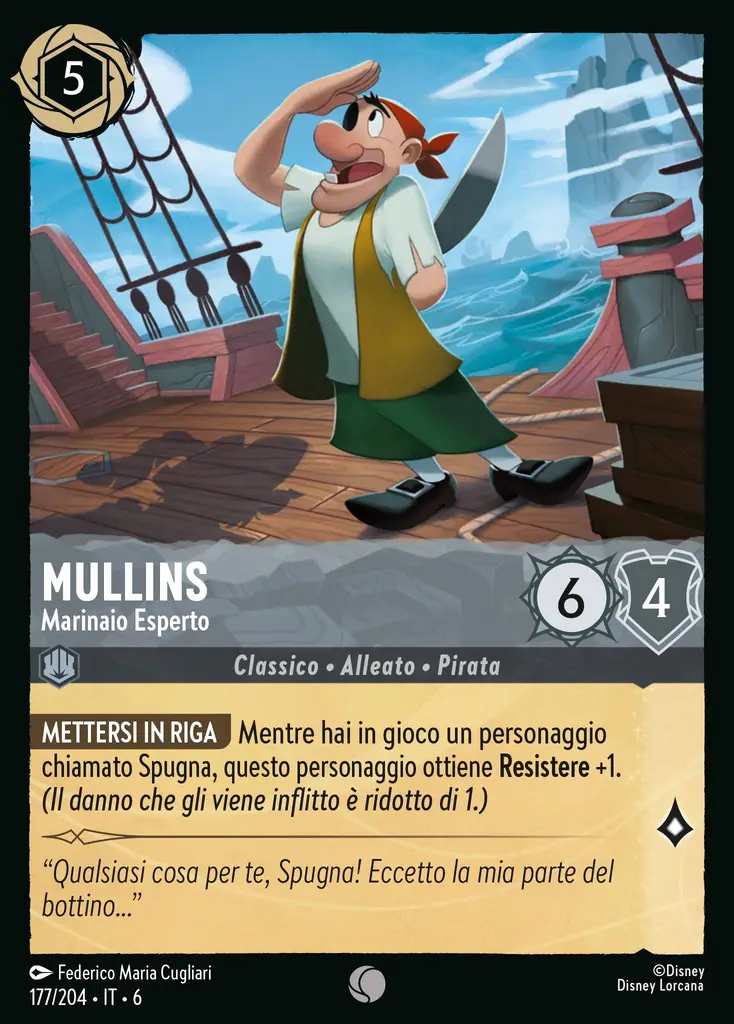 5
MULLINS
Marinaio Esperto
6
4
Classico • Alleato • Pirata
METTERSI IN RIGA Mentre hai in gioco un personaggio
chiamato Spugna, questo personaggio ottiene Resistere +1.
(Il danno che gli viene inflitto è ridotto di 1.)
“Qualsiasi cosa per te, Spugna! Eccetto la mia parte del
bottino...”
Federico Maria Cugliari
177/204 • IT • 6
©Disney
Disney Lorcana